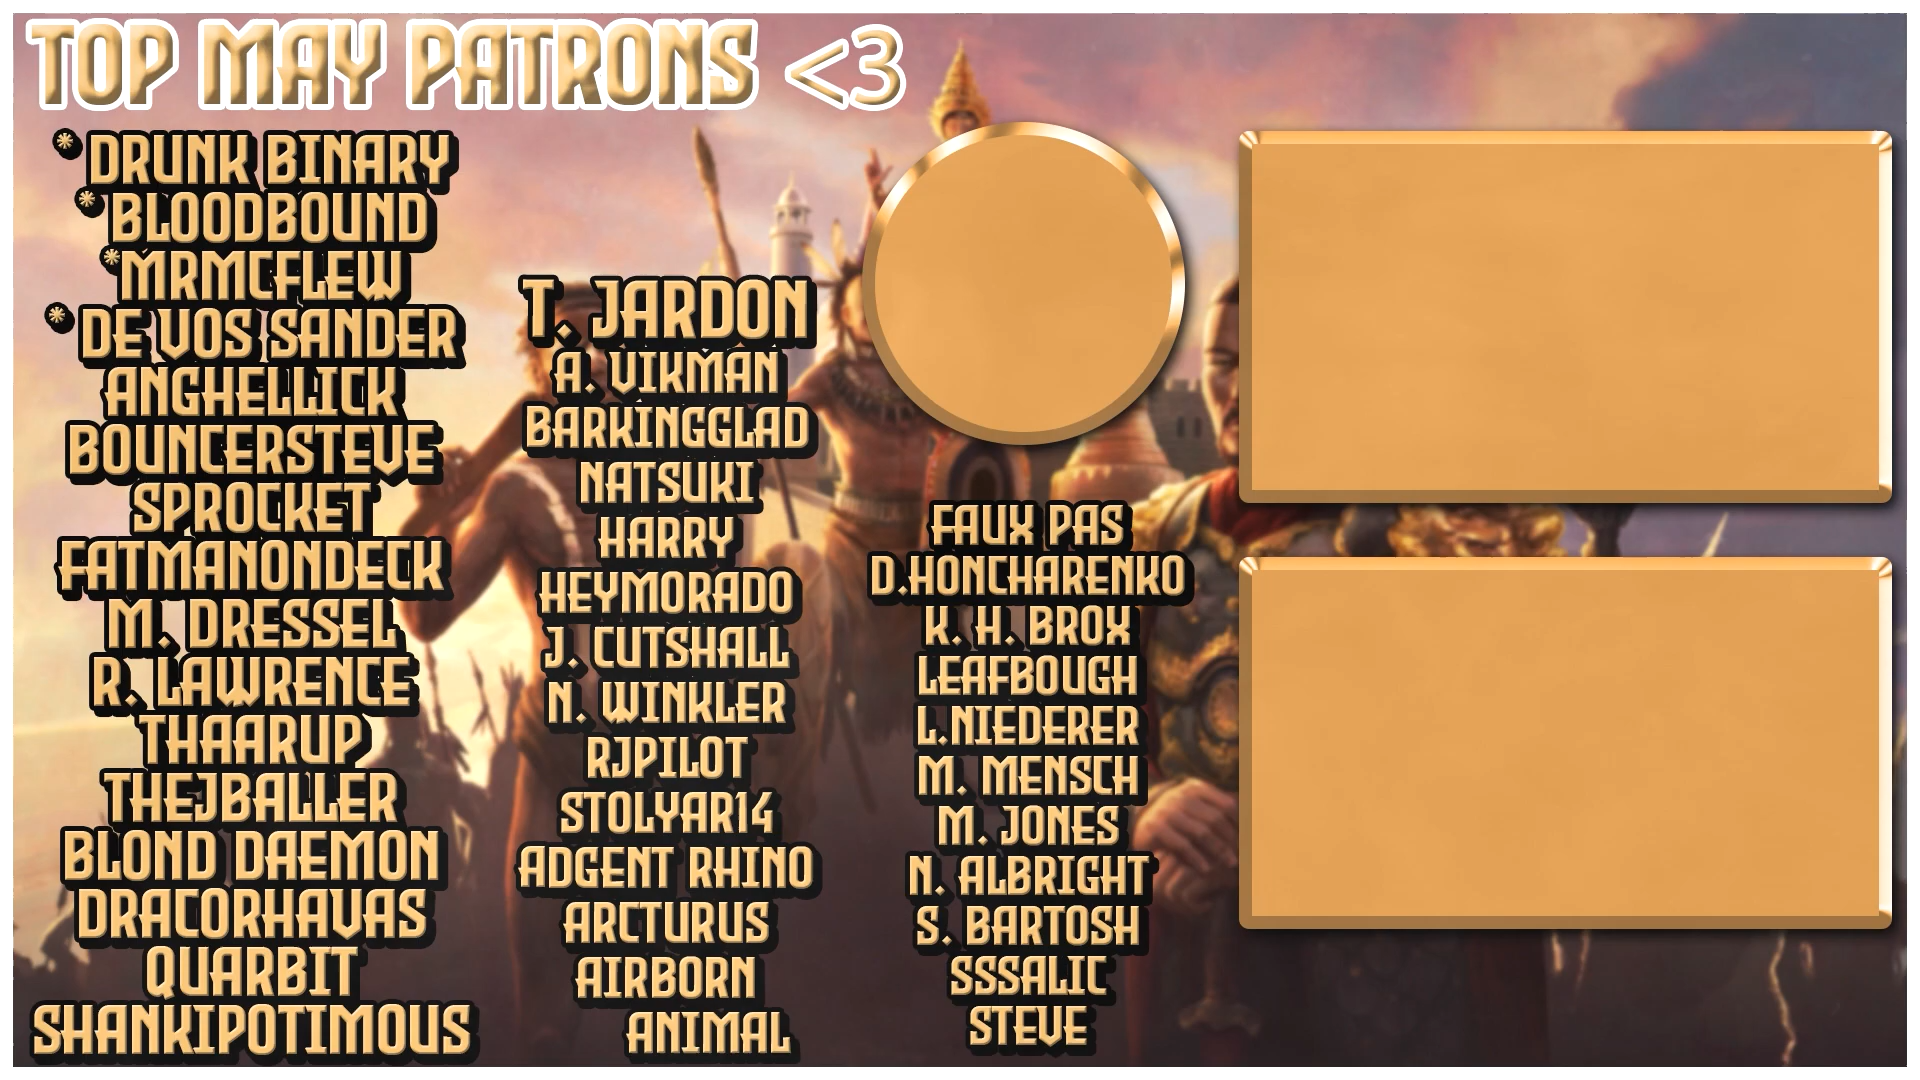 TOP MAY PATRONS <3
* DRUNK BINARY
* BLOODBOUND
*MRMCFLEW
* DE VOS SANDER
ANGHELLICK
BOUNCERSTEVE
SPROCKET
FATMANONDECK
M. DRESSEL
R. LAWRENCE
THAARUP
THEJBALLER
BLOND DAEMON
DRACORHAVAS
QUARBIT
SHANKIPOTIMOUS
T. JARDON
A. VIKMAN
BARKINGGLAD
NATSUKI
HARRY
HEYMORADO
J. CUTSHALL
N. WINKLER
RJPILOT
STOLYAR14
ADGENT RHINO
ARCTURUS
AIRBORN
ANIMAL
FAUX PAS
D.HONCHARENKO
K. H. BROX
LEAFBOUGH
L.NIEDERER
M. MENSCH
M. JONES
N. ALBRIGHT
S. BARTOSH
SSSALIC
STEVE